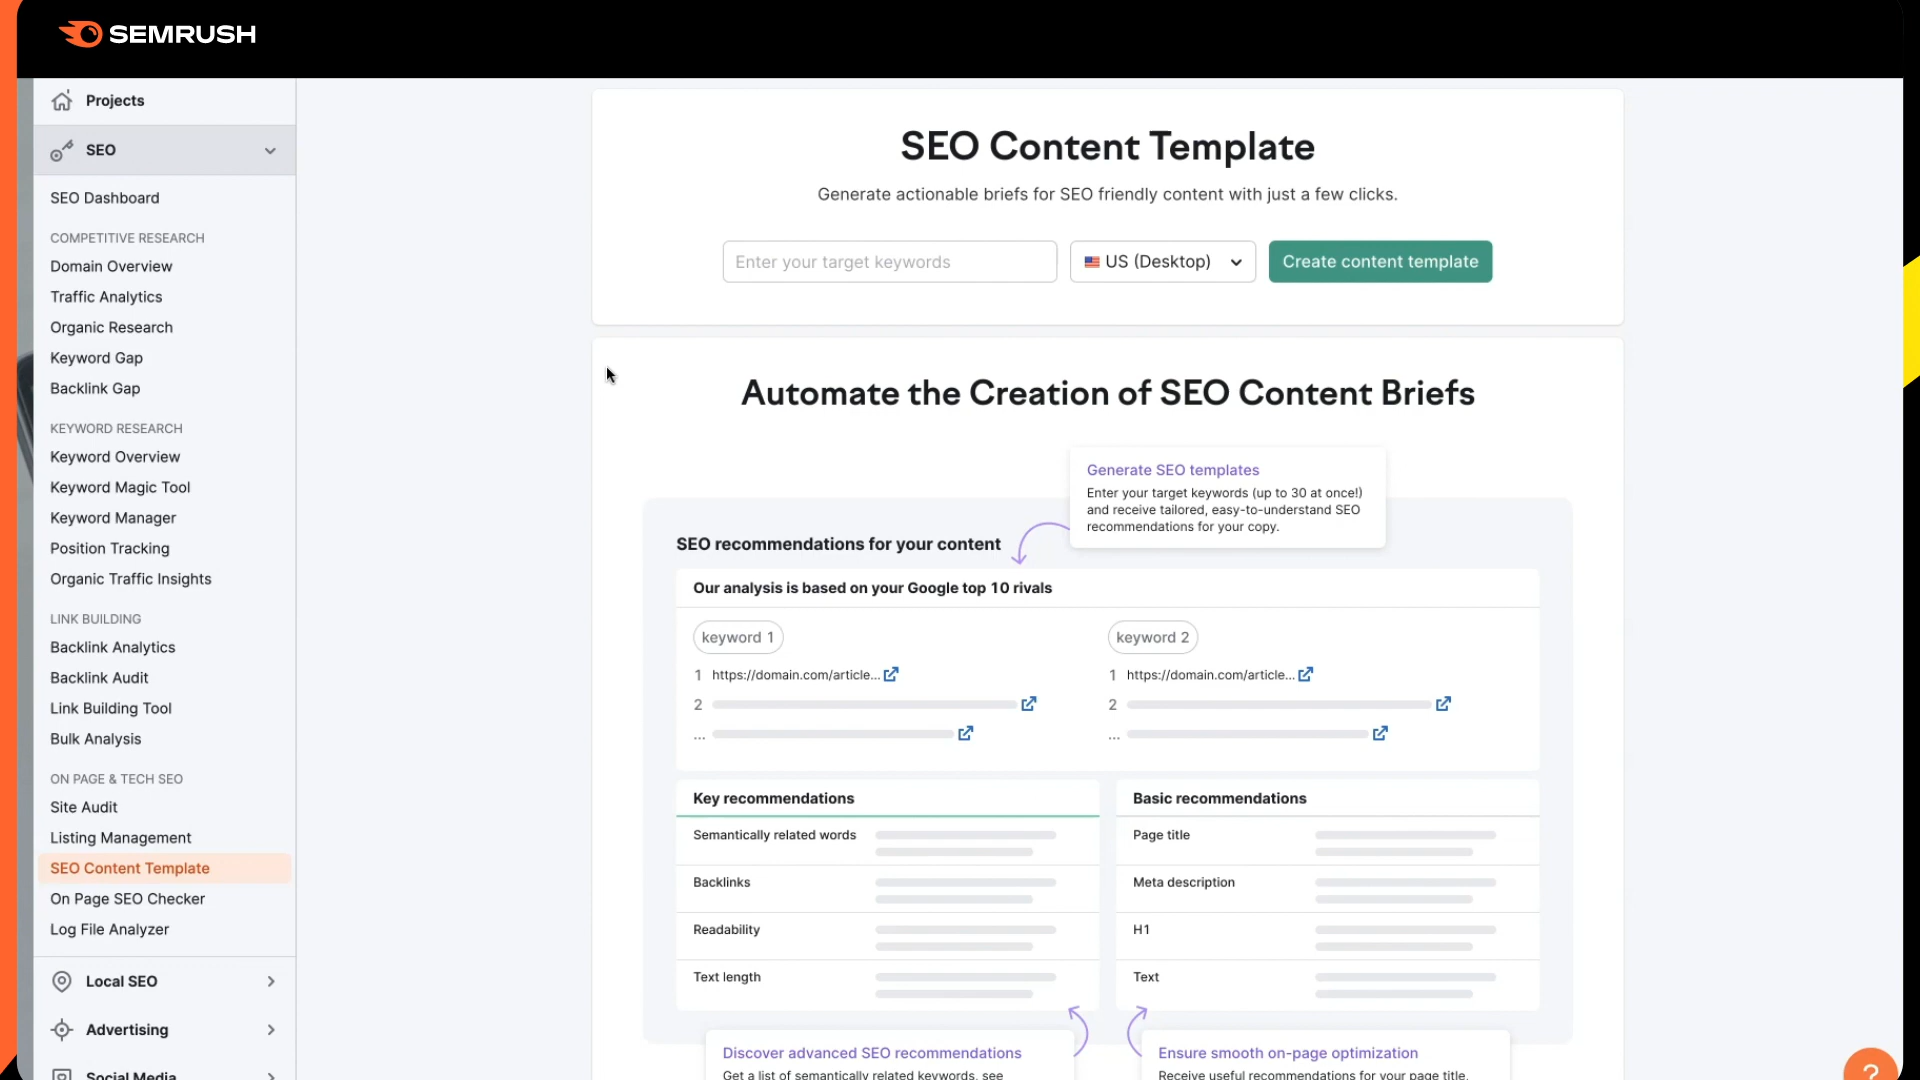 SEMRUSH
Projects
SEO
SEO Dashboard
COMPETITIVE RESEARCH
Domain Overview
Traffic Analytics
Organic Research
Keyword Gap
Backlink Gap
KEYWORD RESEARCH
Keyword Overview
Keyword Magic Tool
Keyword Manager
Position Tracking
Organic Traffic Insights
LINK BUILDING
Backlink Analytics
Backlink Audit
Link Building Tool
Bulk Analysis
ON PAGE & TECH SEO
Site Audit
Listing Management
SEO Content Template
On Page SEO Checker
Log File Analyzer
Local SEO
Advertising
Social Media
SEO Content Template
Generate actionable briefs for SEO friendly content with just a few clicks.
Enter your target keywords
US (Desktop)
Create content template
Automate the Creation of SEO Content Briefs
Generate SEO templates
Enter your target keywords (up to 30 at once!)
and receive tailored, easy-to-understand SEO
recommendations for your copy.
SEO recommendations for your content
Our analysis is based on your Google top 10 rivals
keyword 1
1 https://domain.com/article...
2
...
keyword 2
1 https://domain.com/article...
2
...
Key recommendations
Semantically related words
Backlinks
Readability
Text length
Basic recommendations
Page title
Meta description
H1
Text
Discover advanced SEO recommendations
Get a list of semantically related keywords, see
Ensure smooth on-page optimization
Receive useful recommendations for your page title,
?